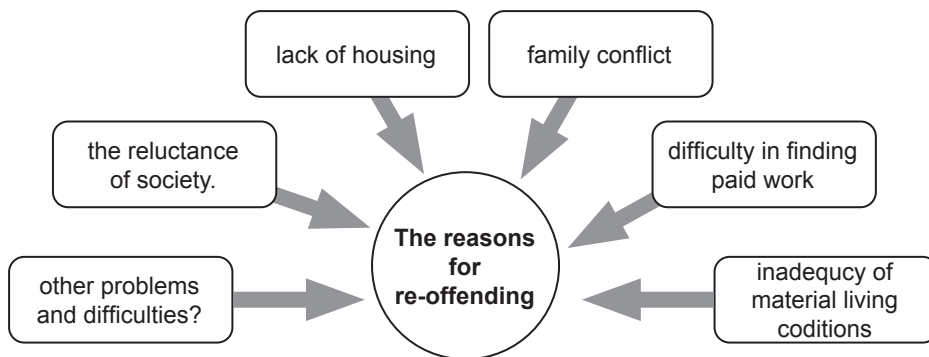 lack of housing
family conflict
the reluctance
of society.
difficulty in finding
paid work
The reasons
for
re-offending
other problems
and difficulties?
inadequcy of
material living
coditions